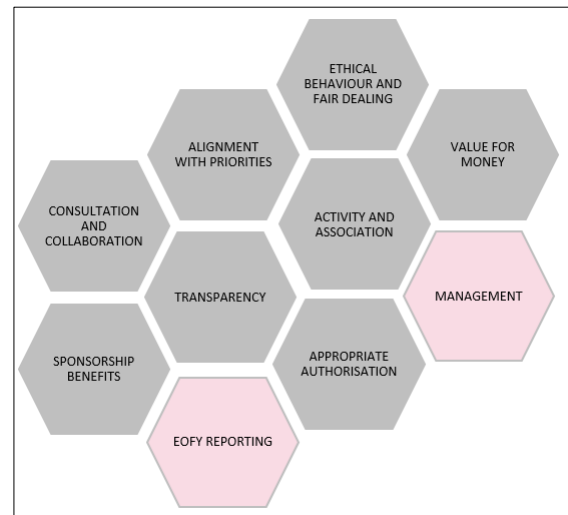 ETHICAL
BEHAVIOUR AND
FAIR DEALING
ALIGNMENT
WITH PRIORITIES
VALUE FOR
MONEY
CONSULTATION
AND
COLLABORATION
ACTIVITY AND
ASSOCIATION
TRANSPARENCY
MANAGEMENT
SPONSORSHIP
BENEFITS
APPROPRIATE
AUTHORISATION
EOFY REPORTING